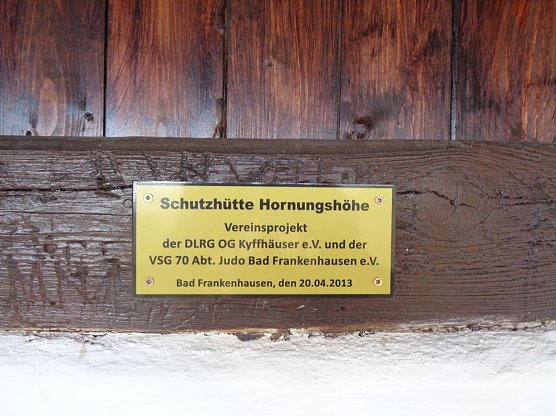 Schutzhütte Hornungshöhe
Vereinsprojekt
der DLRG OG Kyffhäuser e.V. und der
VSG 70 Abt. Judo Bad Frankenhausen e.V.
Bad Frankenhausen, den 20.04.2013